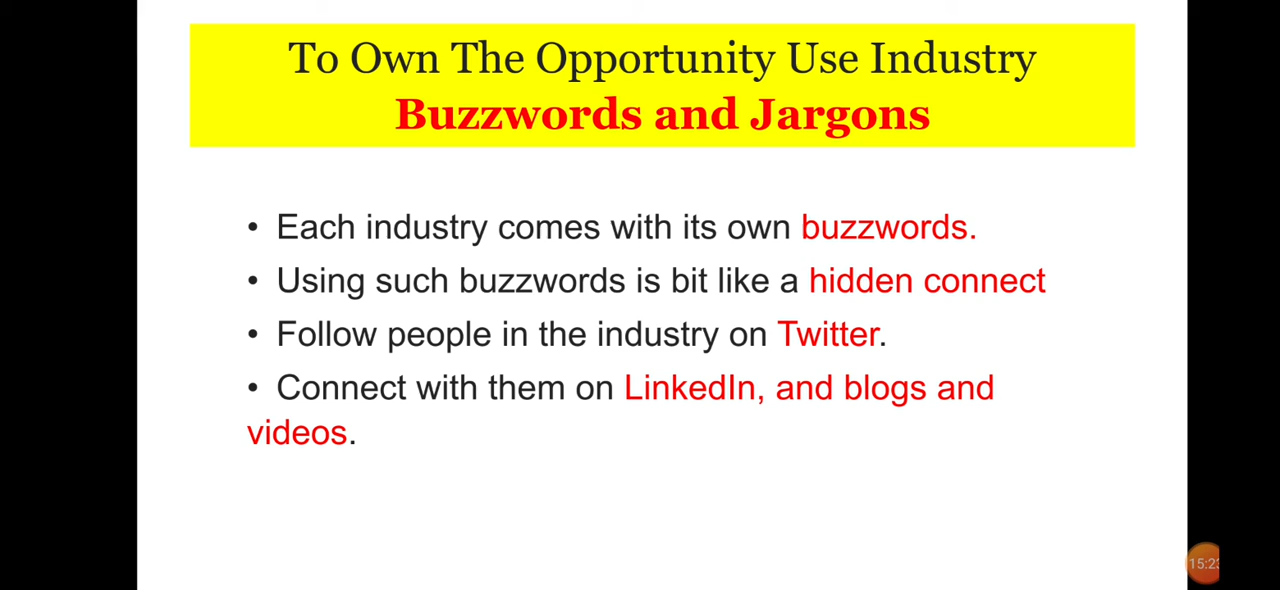 To Own The Opportunity Use Industry
Buzzwords and Jargons
• Each industry comes with its own buzzwords.
• Using such buzzwords is bit like a hidden connect
• Follow people in the industry on Twitter.
• Connect with them on LinkedIn, and blogs and
videos.
15:23